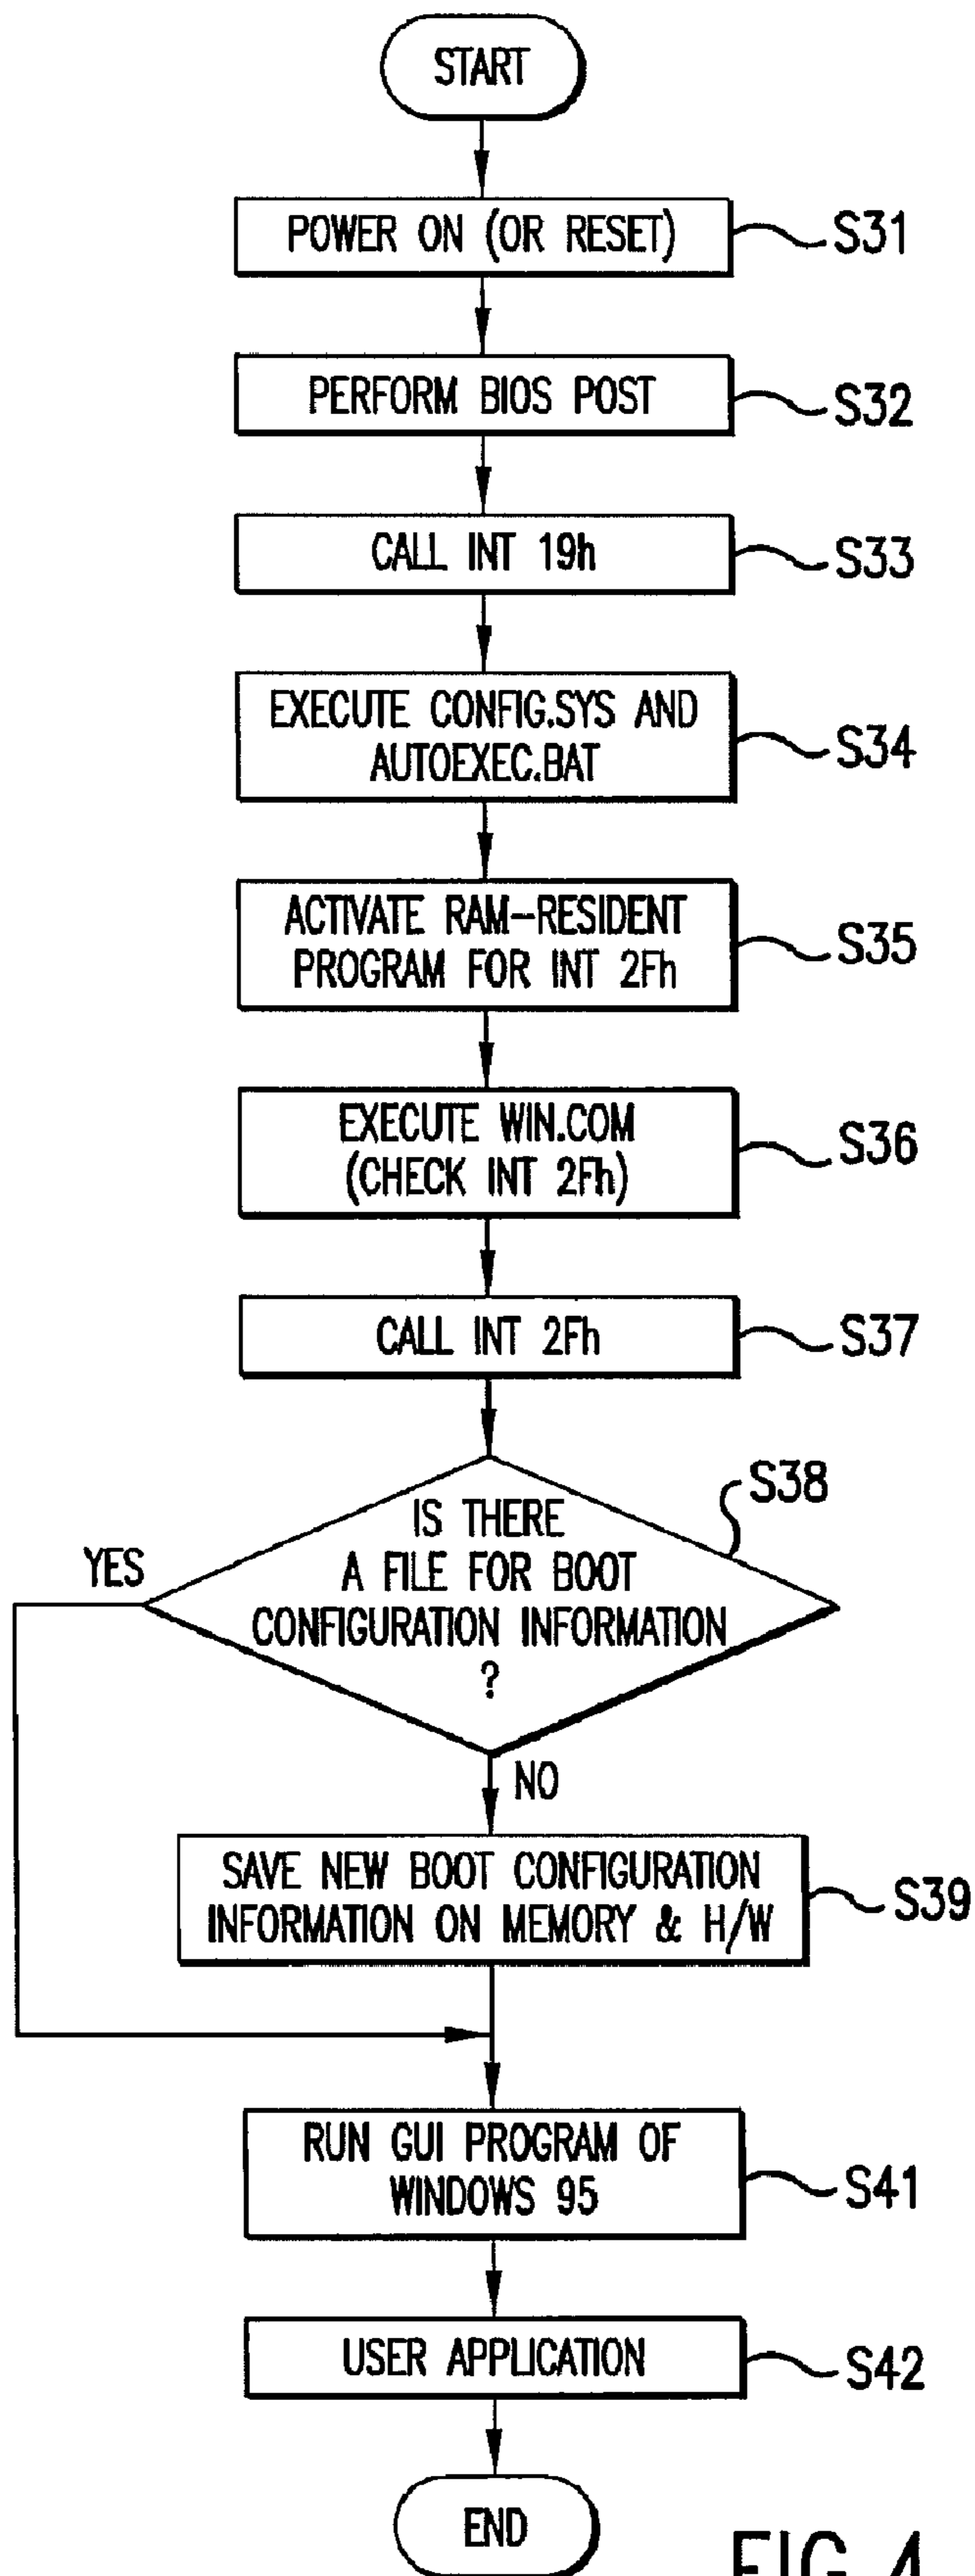 START
POWER ON (OR RESET)
S31
PERFORM BIOS POST
S32
CALL INT 19h
S33
EXECUTE CONFIG.SYS AND
AUTOEXEC.BAT
S34
ACTIVATE RAM-RESIDENT
PROGRAM FOR INT 2Fh
S35
EXECUTE WIN.COM
(CHECK INT 2Fh)
S36
CALL INT 2Fh
S37
S38
IS THERE
A FILE FOR BOOT
CONFIGURATION INFORMATION
?
YES
NO
SAVE NEW BOOT CONFIGURATION
INFORMATION ON MEMORY & H/W
S39
RUN GUI PROGRAM OF
WINDOWS 95
S41
USER APPLICATION
S42
END
FIG. 4